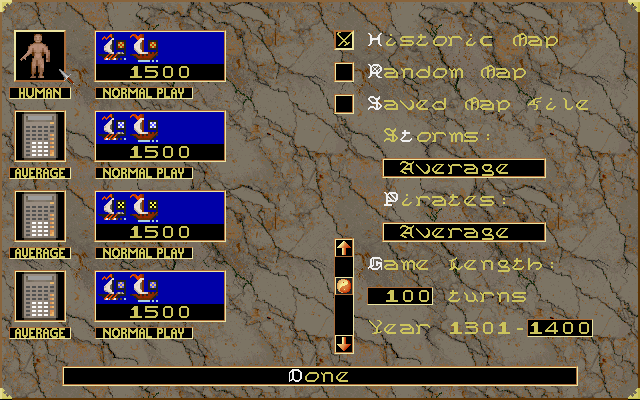 1500
HUMAN
NORMAL PLAY
1500
AVERAGE
NORMAL PLAY
1500
AVERAGE
NORMAL PLAY
1500
AVERAGE
NORMAL PLAY
Historic Map
Random Map
Saved Map File
Storms:
Average
Pirates:
Average
Game Length:
100 turns
Year 1301-1400
Done